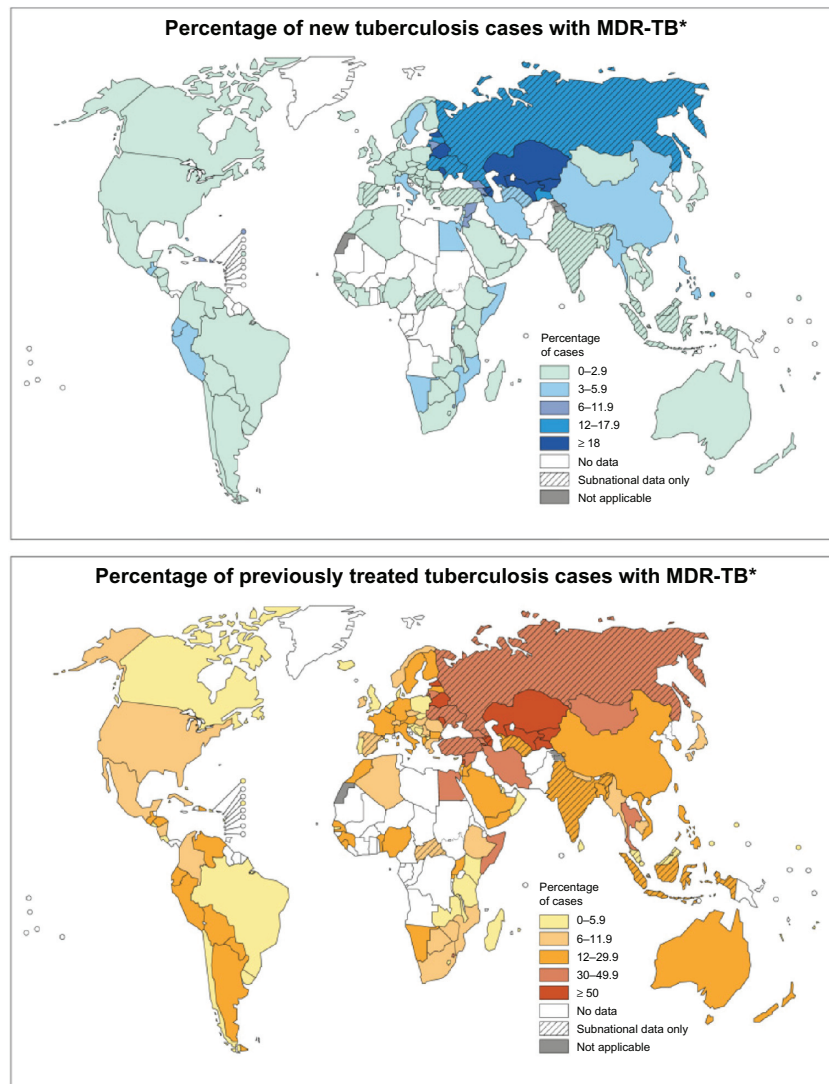 Percentage of new tuberculosis cases with MDR-TB*
Percentage
of cases
0–2.9
3–5.9
6–11.9
12–17.9
≥ 18
No data
Subnational data only
Not applicable
Percentage of previously treated tuberculosis cases with MDR-TB*
Percentage
of cases
0–5.9
6–11.9
12–29.9
30–49.9
≥ 50
No data
Subnational data only
Not applicable